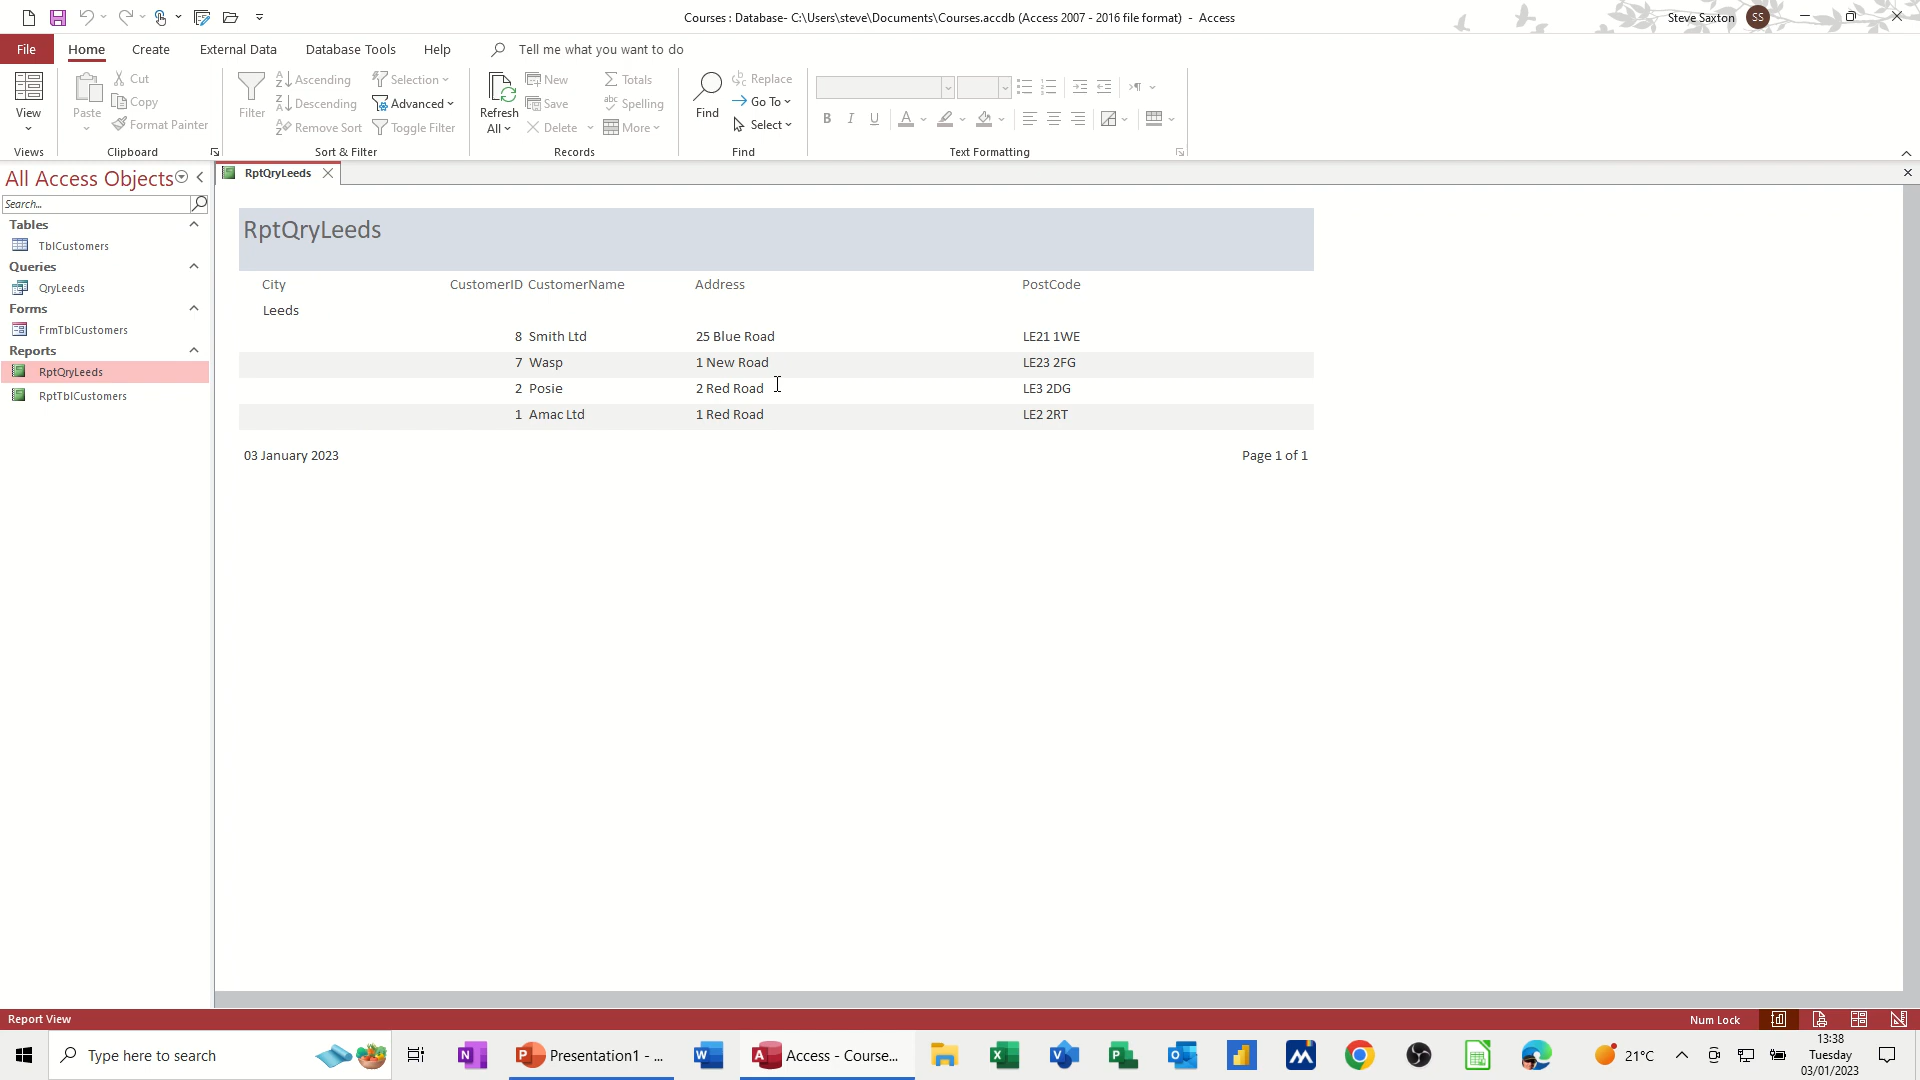 Courses : Database- C:\Users\steve\Documents\Courses.accdb (Access 2007 - 2016 file format) - Access
Steve Saxton SS
File Home Create External Data Database Tools Help Tell me what you want to do
View
Views
Paste
Cut
Copy
Format Painter
Clipboard
Filter
Ascending
Descending
Remove Sort
Selection
Advanced
Toggle Filter
Sort & Filter
Refresh
All
New
Save
Delete
Totals
Spelling
More
Records
Find
Replace
Go To
Select
Find
B I U
Text Formatting
All Access Objects
Search...
Tables
TblCustomers
Queries
QryLeeds
Forms
FrmTblCustomers
Reports
RptQryLeeds
RptTblCustomers
RptQryLeeds
RptQryLeeds
City CustomerID CustomerName Address PostCode
Leeds
8 Smith Ltd 25 Blue Road LE21 1WE
7 Wasp 1 New Road LE23 2FG
2 Posie 2 Red Road LE3 2DG
1 Amac Ltd 1 Red Road LE2 2RT
03 January 2023 Page 1 of 1
Report View Num Lock
Type here to search
Presentation1 - ...
Access - Course...
21°C
13:38
Tuesday
03/01/2023